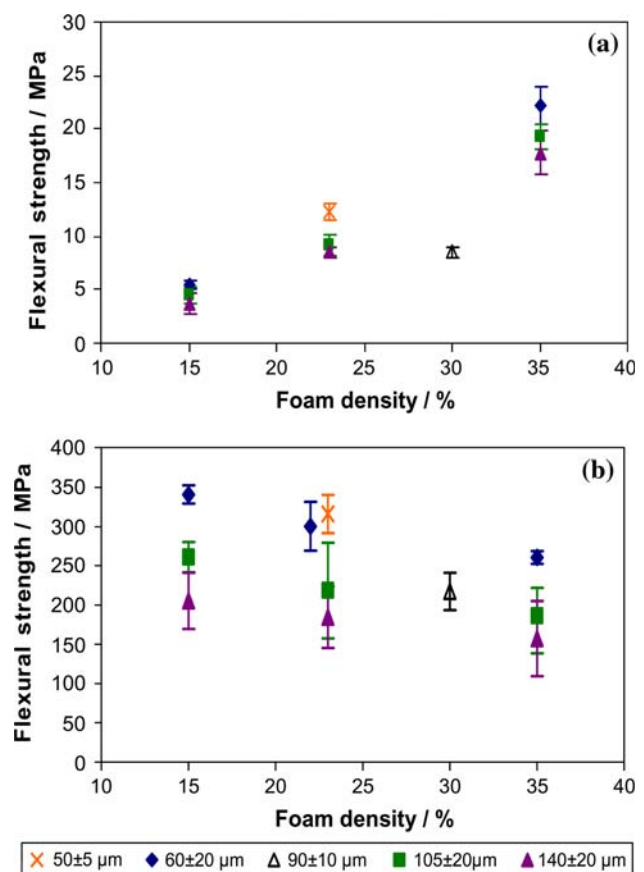 (a)
Flexural strength / MPa
30
25
20
15
10
5
0
10 15 20 25 30 35 40
Foam density / %
(b)
Flexural strength / MPa
400
350
300
250
200
150
100
50
0
10 15 20 25 30 35 40
Foam density / %
50±5 µm 60±20 µm 90±10 µm 105±20µm 140±20 µm